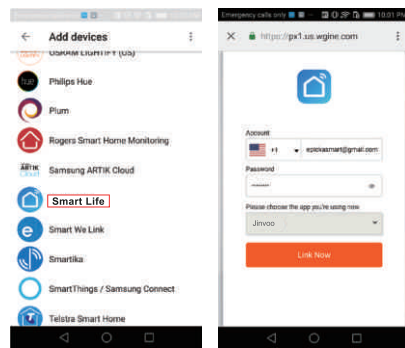 Add devices
OSRAM LIGHTIFY (US)
hue
Philips Hue
Plum
Rogers Smart Home Monitoring
ARTIK
Cloud
Samsung ARTIK Cloud
Smart Life
e
Smart We Link
Smartika
SmartThings / Samsung Connect
Telstra Smart Home
Emergency calls only
10:01 PM
https://px1.us.wgine.com
Account
+1
epickasmart@gmail.com
Password
Please choose the app you're using now
Jinvoo
Link Now